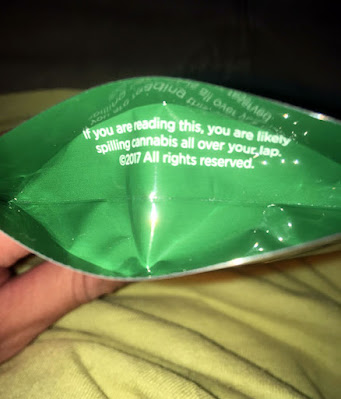 If you are reading this, you are likely
spilling cannabis all over your lap.
©2017 All rights reserved.